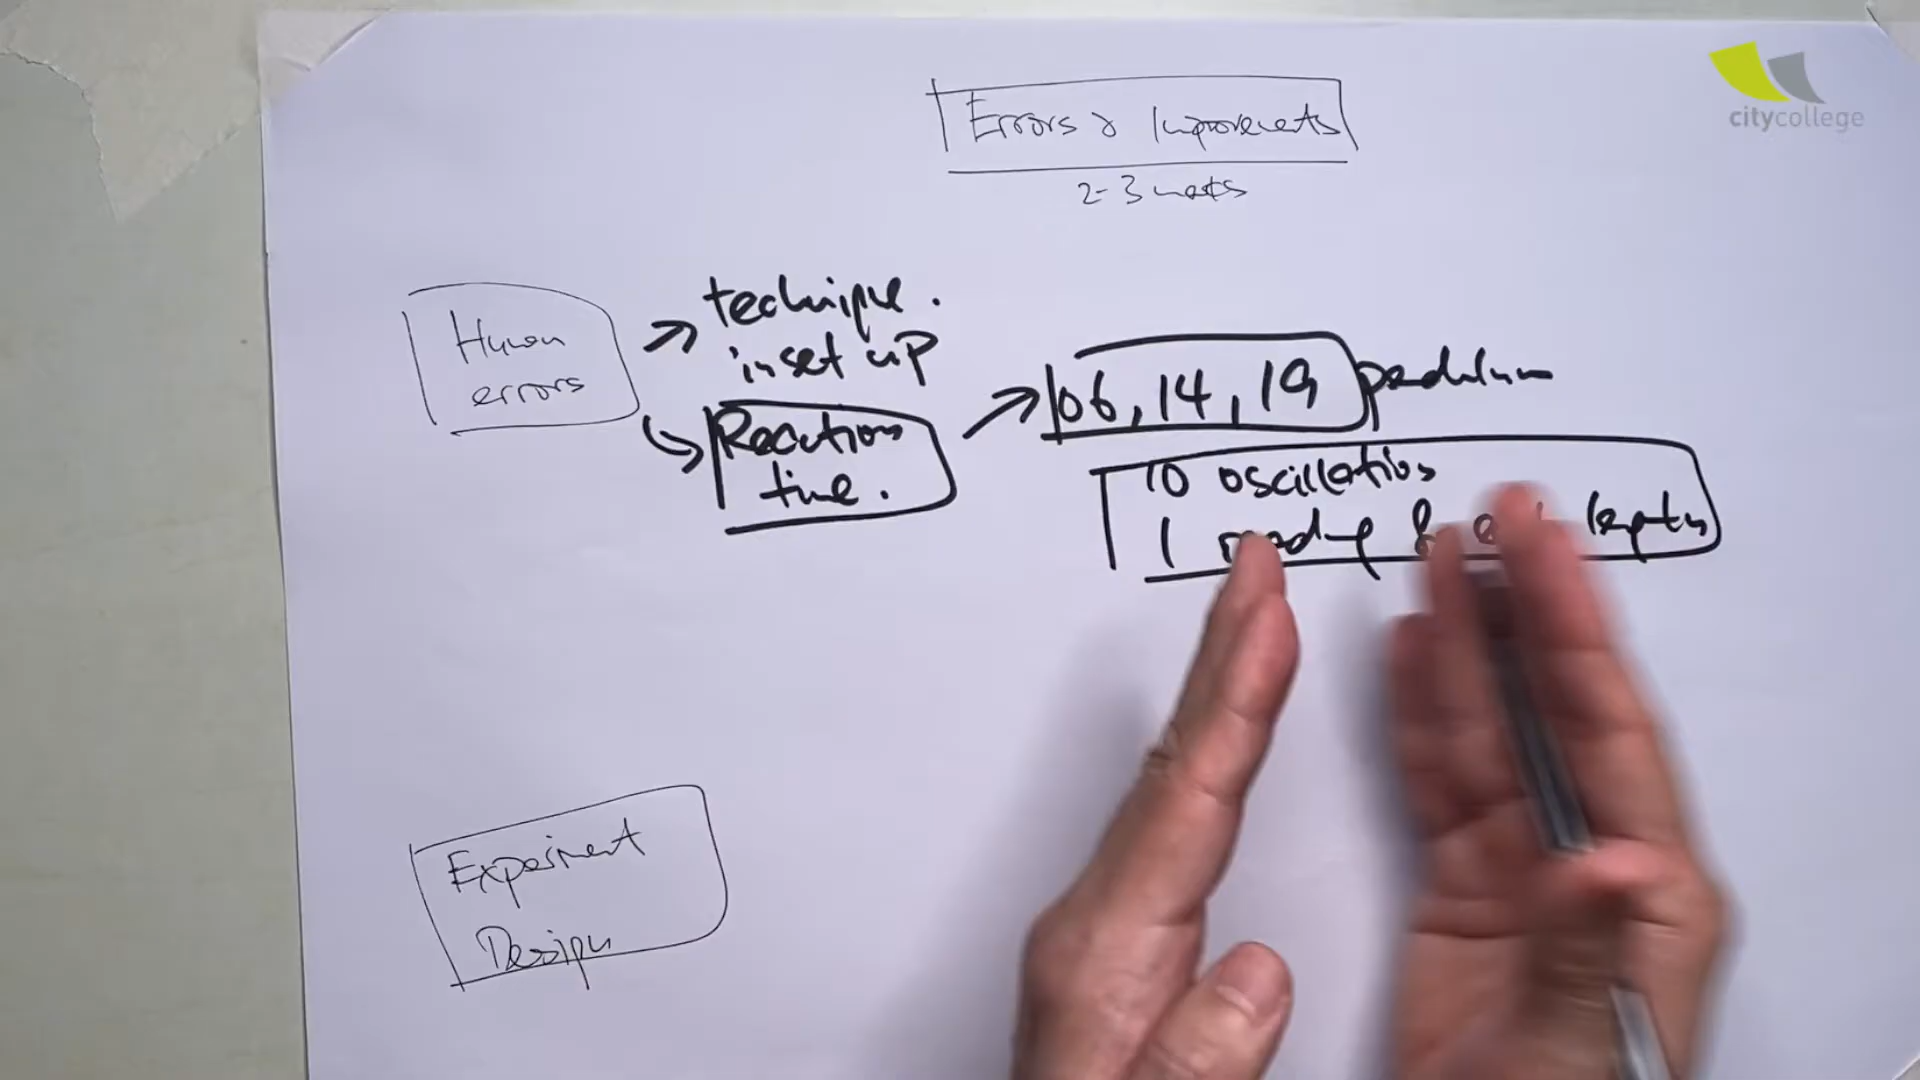 citycollege
Errors & Improvements
2-3 marks
Human
errors
technique.
in set up
Reaction
time.
06, 14, 19 pendulum
10 oscillations
1 reading lengths
Experiment
Design